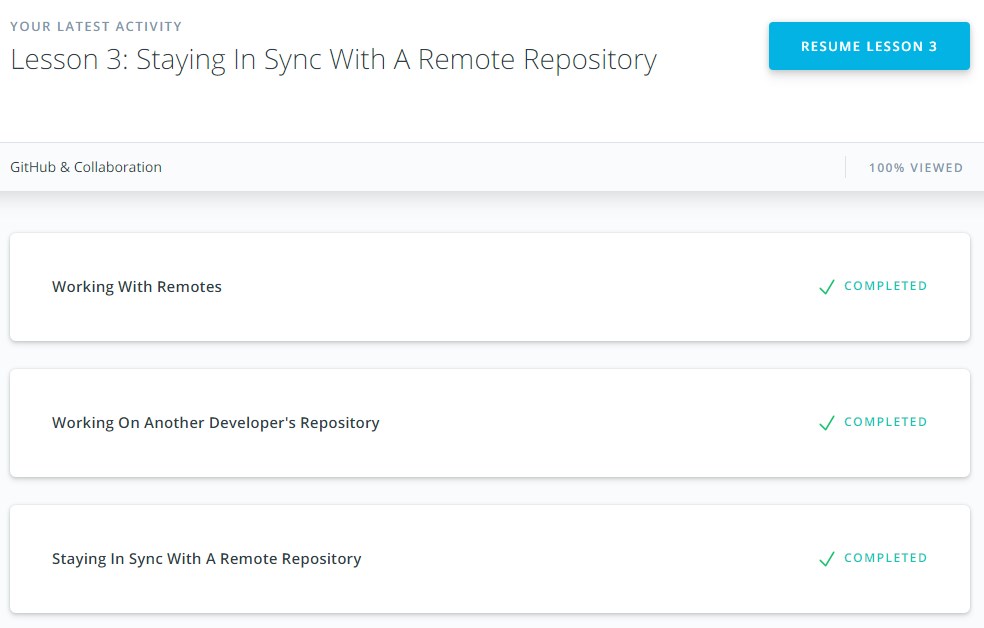 YOUR LATEST ACTIVITY
Lesson 3: Staying In Sync With A Remote Repository
RESUME LESSON 3
GitHub & Collaboration
100% VIEWED
Working With Remotes
COMPLETED
Working On Another Developer's Repository
COMPLETED
Staying In Sync With A Remote Repository
COMPLETED